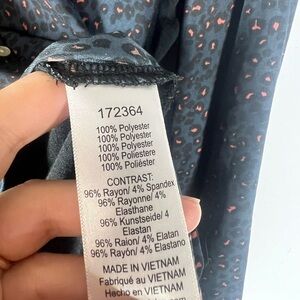 172364
100% Polyester
100% Polyester
100% Polyester
100% Poliestere
100% Poliéster
CONTRAST:
96% Rayon/ 4% Spandex
96% Rayonne/ 4%
Elasthane
96% Kunstseide/ 4
Elastan
96% Raion/ 4% Elatan
96% Rayón/ 4% Elastano
MADE IN VIETNAM
Fabriqué au VIETNAM
Hecho en VIETNAM